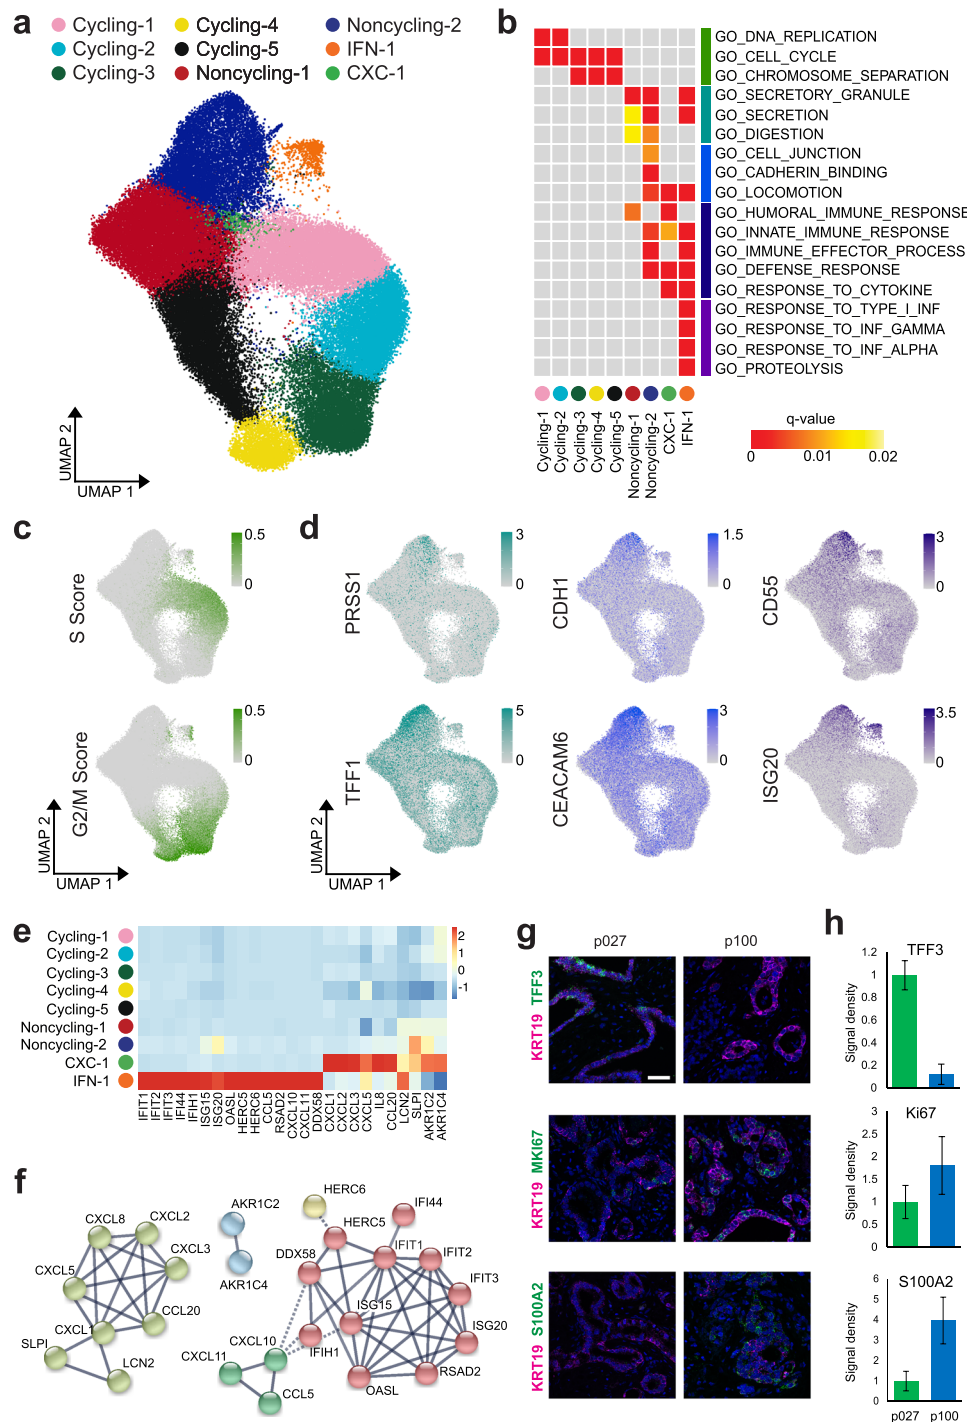 a
Cycling-1
Cycling-2
Cycling-3
Cycling-4
Cycling-5
Noncycling-1
Noncycling-2
IFN-1
CXC-1
UMAP 2
UMAP 1
b
GO_DNA_REPLICATION
GO_CELL_CYCLE
GO_CHROMOSOME_SEPARATION
GO_SECRETORY_GRANULE
GO_SECRETION
GO_DIGESTION
GO_CELL_JUNCTION
GO_CADHERIN_BINDING
GO_LOCOMOTION
GO_HUMORAL_IMMUNE_RESPONSE
GO_INNATE_IMMUNE_RESPONSE
GO_IMMUNE_EFFECTOR_PROCESS
GO_DEFENSE_RESPONSE
GO_RESPONSE_TO_CYTOKINE
GO_RESPONSE_TO_TYPE_I_INF
GO_RESPONSE_TO_INF_GAMMA
GO_RESPONSE_TO_INF_ALPHA
GO_PROTEOLYSIS
Cycling-1
Cycling-2
Cycling-3
Cycling-4
Cycling-5
Noncycling-1
Noncycling-2
CXC-1
IFN-1
q-value
0 0.01 0.02
c
S Score
0.5
0
G2/M Score
0.5
0
UMAP 2
UMAP 1
d
PRSS1
3
0
CDH1
1.5
0
CD55
3
0
TFF1
5
0
CEACAM6
3
0
ISG20
3.5
0
UMAP 2
UMAP 1
e
Cycling-1
Cycling-2
Cycling-3
Cycling-4
Cycling-5
Noncycling-1
Noncycling-2
CXC-1
IFN-1
2
1
0
-1
IFIT1
IFIT2
IFIT3
IFI44
IFIH1
ISG15
ISG20
OASL
HERC5
HERC6
CCL5
RSAD2
CXCL10
CXCL11
DDX58
CXCL1
CXCL2
CXCL3
CXCL5
IL8
CCL20
LCN2
SLPI
AKR1C2
AKR1C4
f
CXCL8
CXCL2
CXCL3
CXCL5
CCL20
CXCL1
SLPI
LCN2
AKR1C2
AKR1C4
HERC6
HERC5
IFI44
DDX58
IFIT1
IFIT2
IFIT3
ISG15
ISG20
IFIH1
RSAD2
OASL
CXCL10
CXCL11
CCL5
g
p027 p100
KRT19 TFF3
KRT19 MKI67
KRT19 S100A2
h
TFF3
Signal density
1.2
1
0.8
0.6
0.4
0.2
0
Ki67
Signal density
3
2.5
2
1.5
1
0.5
0
S100A2
Signal density
6
5
4
3
2
1
0
p027 p100